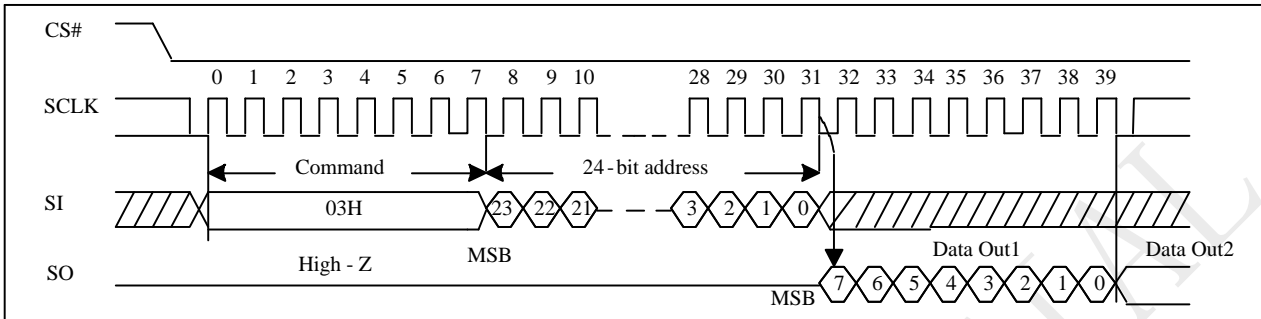 CS#
0 1 2 3 4 5 6 7 8 9 10 28 29 30 31 32 33 34 35 36 37 38 39
SCLK
Command 24-bit address
SI 03H 23 22 21 3 2 1 0
High - Z MSB Data Out1 Data Out2
SO MSB 7 6 5 4 3 2 1 0